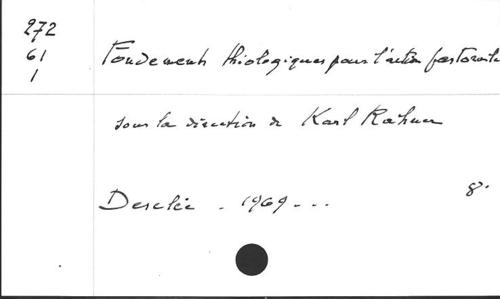 272
61
1
Fondements théologiques pour l'action pastorale
sous la direction de Karl Rahner
Desclée - 1969 - - -
8°